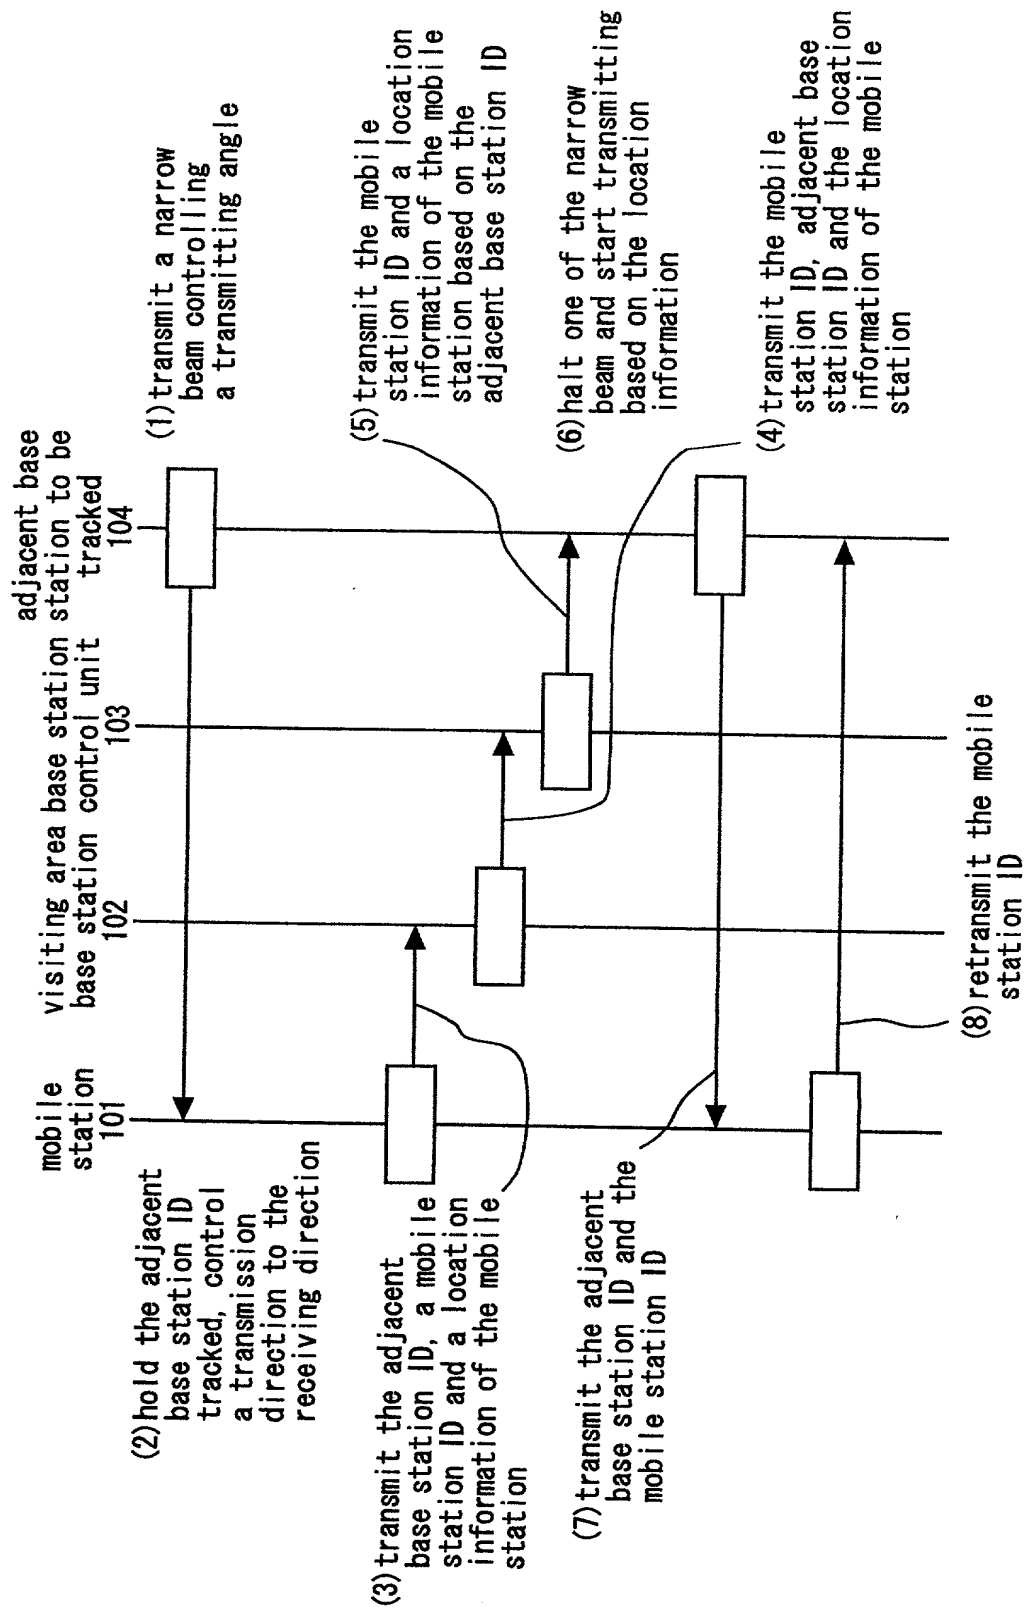 mobile
station
101
visiting area
base station
102
base station
control unit
103
adjacent base
station to be
tracked
104
(1)transmit a narrow
beam controlling
a transmitting angle
(2)hold the adjacent
base station ID
tracked, control
a transmission
direction to the
receiving direction
(3)transmit the adjacent
base station ID, a mobile
station ID and a location
information of the mobile
station
(5)transmit the mobile
station ID and a location
information of the mobile
station based on the
adjacent base station ID
(6)halt one of the narrow
beam and start transmitting
based on the location
information
(4)transmit the mobile
station ID, adjacent base
station ID and the location
information of the mobile
station
(7)transmit the adjacent
base station ID and the
mobile station ID
(8)retransmit the mobile
station ID